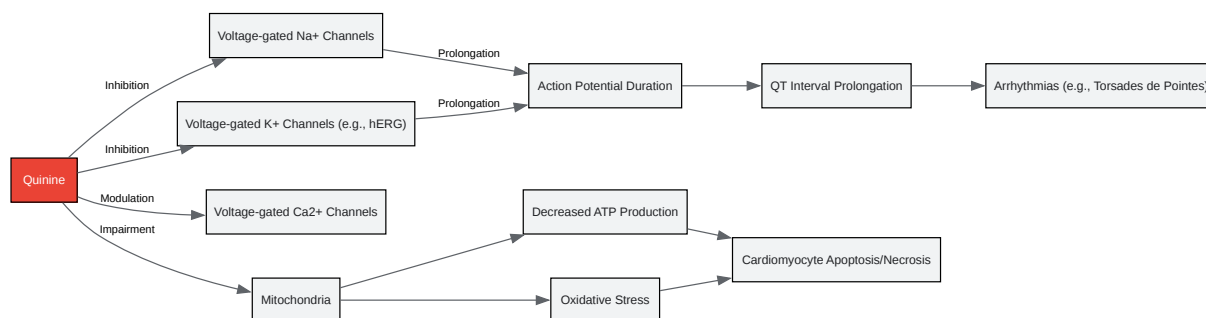 Voltage-gated Na+ Channels
Prolongation
Inhibition
Action Potential Duration
QT Interval Prolongation
Arrhythmias (e.g., Torsades de Pointes)
Prolongation
Voltage-gated K+ Channels (e.g., hERG)
Inhibition
Quinine
Modulation
Voltage-gated Ca2+ Channels
Decreased ATP Production
Impairment
Cardiomyocyte Apoptosis/Necrosis
Mitochondria
Oxidative Stress